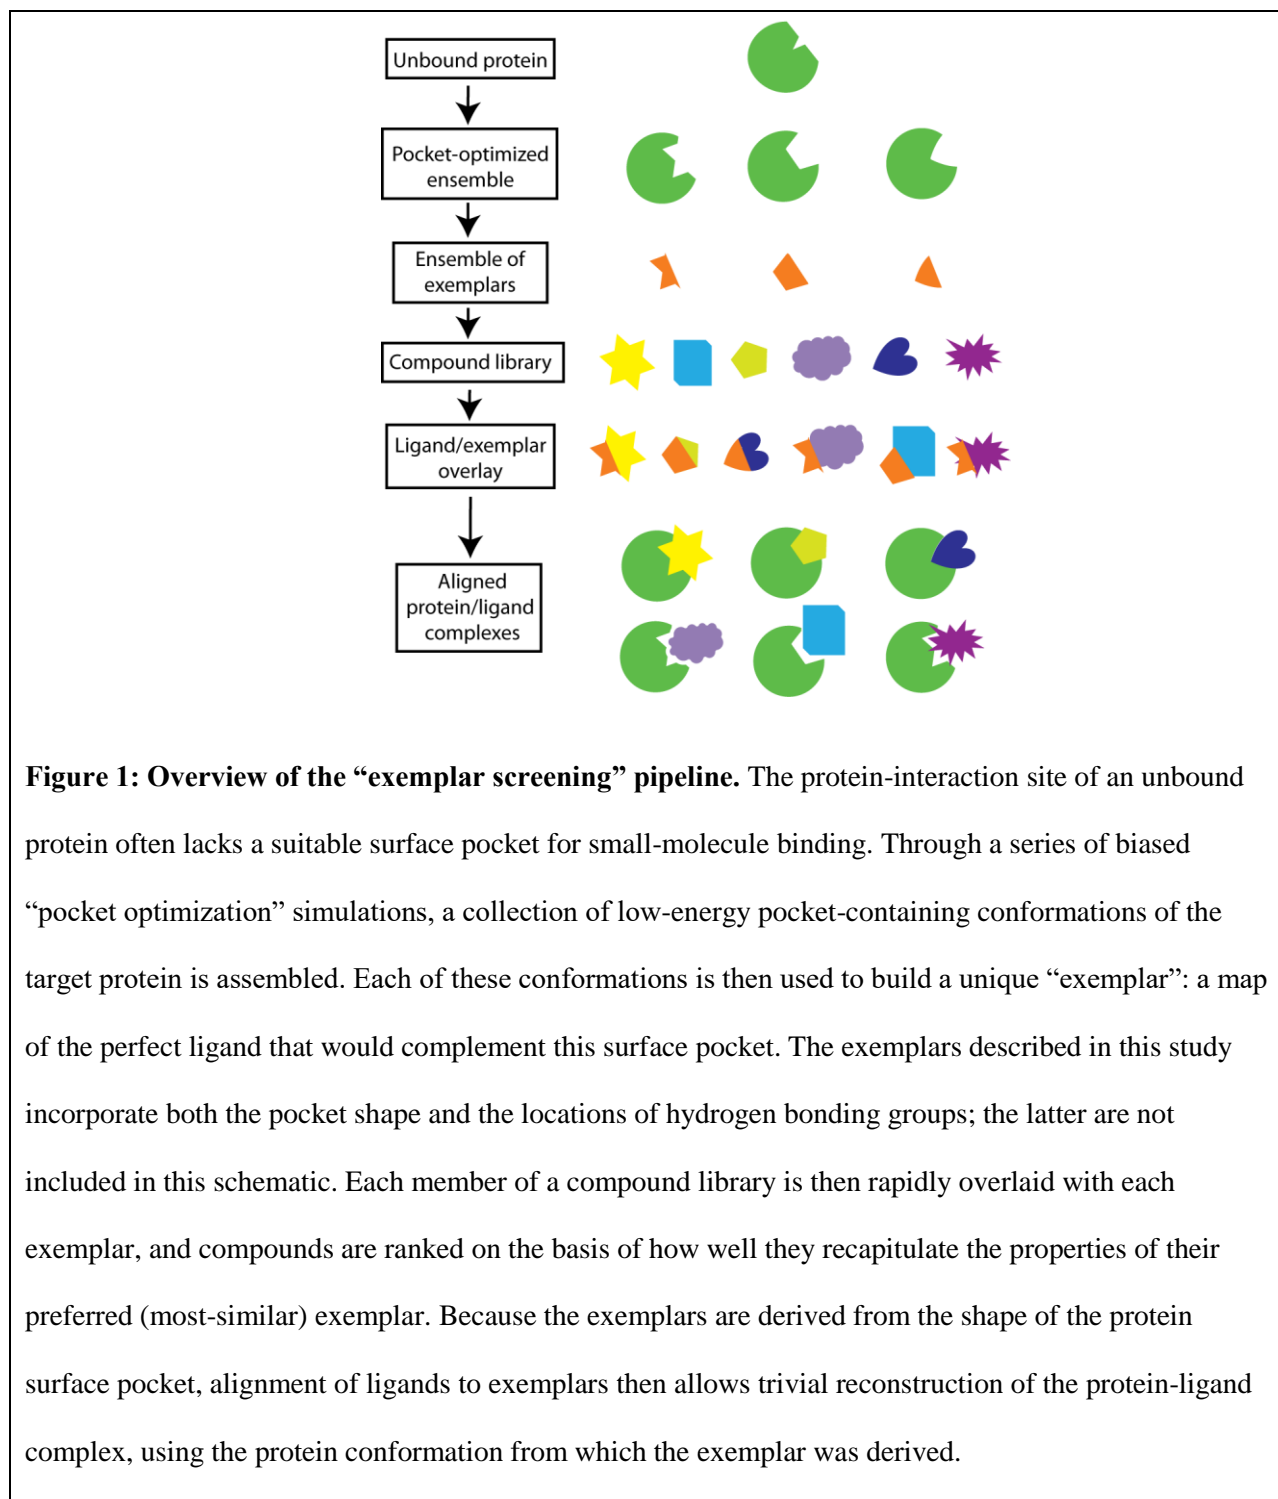 Unbound protein
Pocket-optimized
ensemble
Ensemble of
exemplars
Compound library
Ligand/exemplar
overlay
Aligned
protein/ligand
complexes
Figure 1: Overview of the “exemplar screening” pipeline. The protein-interaction site of an unbound
protein often lacks a suitable surface pocket for small-molecule binding. Through a series of biased
“pocket optimization” simulations, a collection of low-energy pocket-containing conformations of the
target protein is assembled. Each of these conformations is then used to build a unique “exemplar”: a map
of the perfect ligand that would complement this surface pocket. The exemplars described in this study
incorporate both the pocket shape and the locations of hydrogen bonding groups; the latter are not
included in this schematic. Each member of a compound library is then rapidly overlaid with each
exemplar, and compounds are ranked on the basis of how well they recapitulate the properties of their
preferred (most-similar) exemplar. Because the exemplars are derived from the shape of the protein
surface pocket, alignment of ligands to exemplars then allows trivial reconstruction of the protein-ligand
complex, using the protein conformation from which the exemplar was derived.